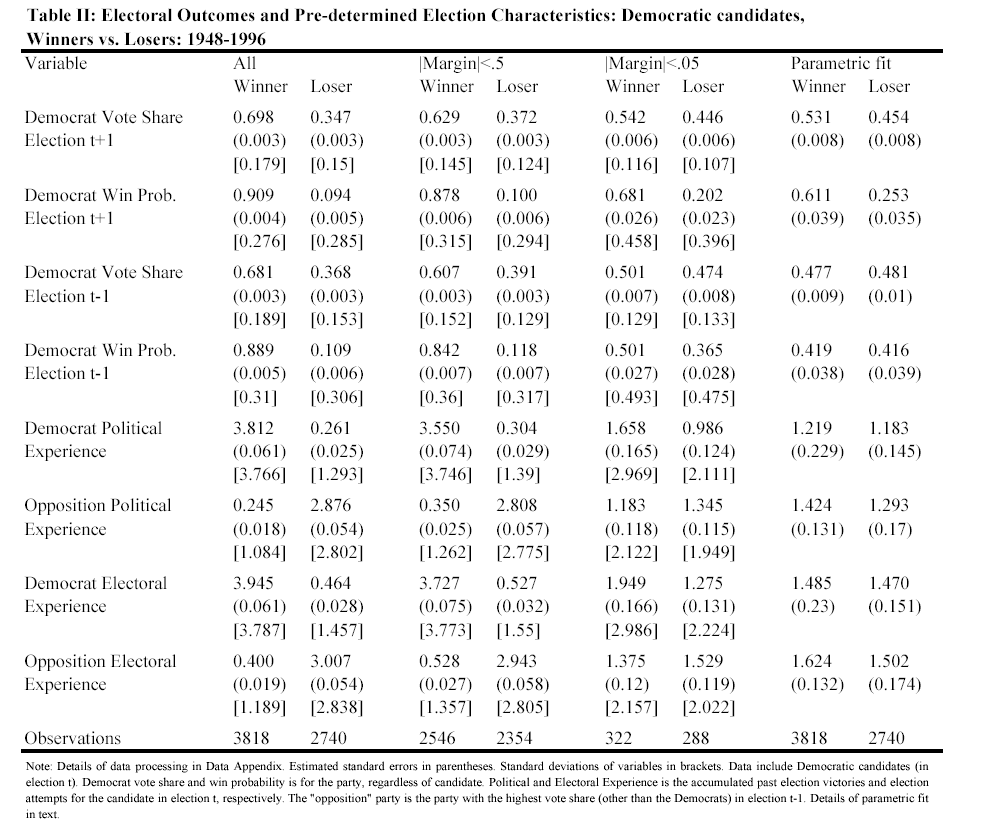 Table II: Electoral Outcomes and Pre-determined Election Characteristics: Democratic candidates,
Winners vs. Losers: 1948-1996
Variable All |Margin|<.5 |Margin|<.05 Parametric fit
Winner Loser Winner Loser Winner Loser Winner Loser
Democrat Vote Share 0.698 0.347 0.629 0.372 0.542 0.446 0.531 0.454
Election t+1 (0.003) (0.003) (0.003) (0.003) (0.006) (0.006) (0.008) (0.008)
[0.179] [0.15] [0.145] [0.124] [0.116] [0.107]
Democrat Win Prob. 0.909 0.094 0.878 0.100 0.681 0.202 0.611 0.253
Election t+1 (0.004) (0.005) (0.006) (0.006) (0.026) (0.023) (0.039) (0.035)
[0.276] [0.285] [0.315] [0.294] [0.458] [0.396]
Democrat Vote Share 0.681 0.368 0.607 0.391 0.501 0.474 0.477 0.481
Election t-1 (0.003) (0.003) (0.003) (0.003) (0.007) (0.008) (0.009) (0.01)
[0.189] [0.153] [0.152] [0.129] [0.129] [0.133]
Democrat Win Prob. 0.889 0.109 0.842 0.118 0.501 0.365 0.419 0.416
Election t-1 (0.005) (0.006) (0.007) (0.007) (0.027) (0.028) (0.038) (0.039)
[0.31] [0.306] [0.36] [0.317] [0.493] [0.475]
Democrat Political 3.812 0.261 3.550 0.304 1.658 0.986 1.219 1.183
Experience (0.061) (0.025) (0.074) (0.029) (0.165) (0.124) (0.229) (0.145)
[3.766] [1.293] [3.746] [1.39] [2.969] [2.111]
Opposition Political 0.245 2.876 0.350 2.808 1.183 1.345 1.424 1.293
Experience (0.018) (0.054) (0.025) (0.057) (0.118) (0.115) (0.131) (0.17)
[1.084] [2.802] [1.262] [2.775] [2.122] [1.949]
Democrat Electoral 3.945 0.464 3.727 0.527 1.949 1.275 1.485 1.470
Experience (0.061) (0.028) (0.075) (0.032) (0.166) (0.131) (0.23) (0.151)
[3.787] [1.457] [3.773] [1.55] [2.986] [2.224]
Opposition Electoral 0.400 3.007 0.528 2.943 1.375 1.529 1.624 1.502
Experience (0.019) (0.054) (0.027) (0.058) (0.12) (0.119) (0.132) (0.174)
[1.189] [2.838] [1.357] [2.805] [2.157] [2.022]
Observations 3818 2740 2546 2354 322 288 3818 2740
Note: Details of data processing in Data Appendix. Estimated standard errors in parentheses. Standard deviations of variables in brackets. Data include Democratic candidates (in
election t). Democrat vote share and win probability is for the party, regardless of candidate. Political and Electoral Experience is the accumulated past election victories and election
attempts for the candidate in election t, respectively. The "opposition" party is the party with the highest vote share (other than the Democrats) in election t-1. Details of parametric fit
in text.